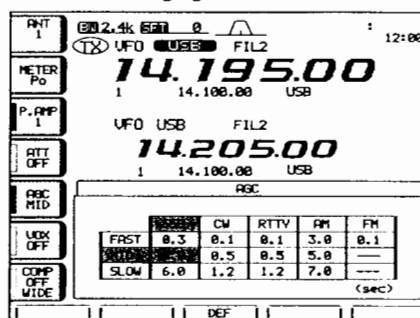 ANT 1
BW 2.4k SFT 0 : 12:00
TX VFO USB FIL2
METER Po
14.195.00
1 14.100.00 USB
P.AMP 1
VFO USB FIL2
ATT OFF
14.205.00
1 14.100.00 USB
AGC MID
AGC
CW RTTY AM FM
VOX OFF
FAST 0.3 0.1 0.1 3.0 0.1
0.5 0.5 5.0 ---
COMP OFF WIDE
SLOW 6.0 1.2 1.2 7.0 ---
(sec)
DEF